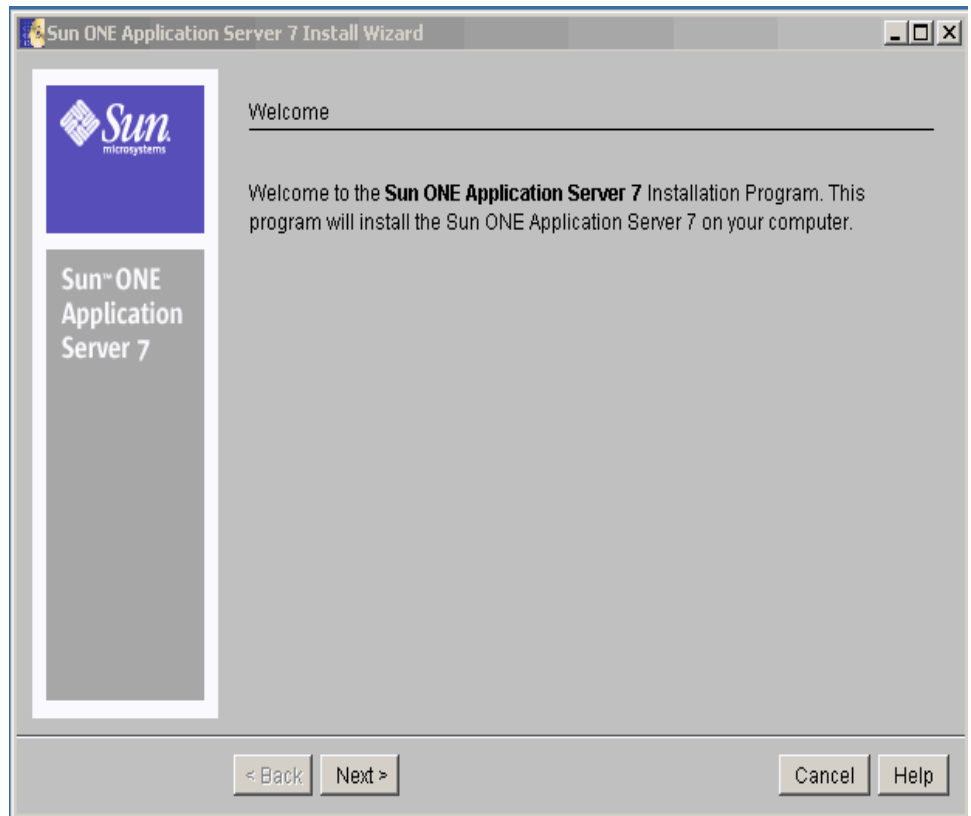 Sun ONE Application Server 7 Install Wizard
Sun
microsystems
Sun™ ONE
Application
Server 7
Welcome
Welcome to the Sun ONE Application Server 7 Installation Program. This
program will install the Sun ONE Application Server 7 on your computer.
< Back
Next >
Cancel
Help